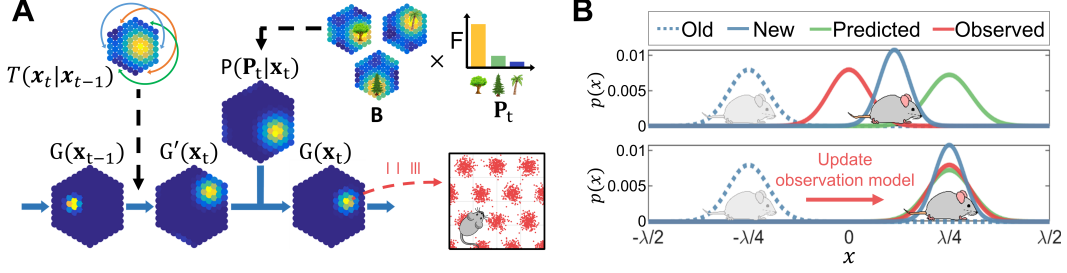 A
T(x_t|x_{t-1})
P(P_t|x_t)
B
×
F
P_t
G(x_{t-1})
G′(x_t)
G(x_t)
B
Old
New
Predicted
Observed
0.01
0.005
0
p(x)
0.01
0.005
0
p(x)
Update
observation model
-λ/2
-λ/4
0
λ/4
λ/2
x